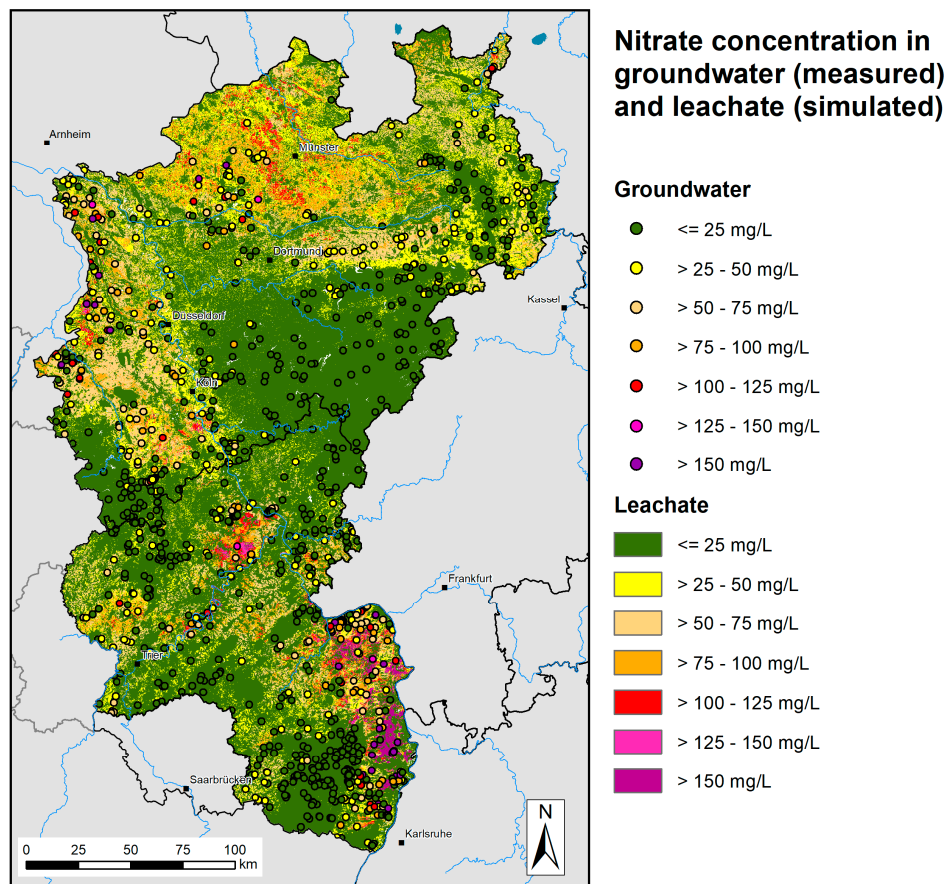 Nitrate concentration in
groundwater (measured)
and leachate (simulated)
Groundwater
<= 25 mg/L
> 25 - 50 mg/L
> 50 - 75 mg/L
> 75 - 100 mg/L
> 100 - 125 mg/L
> 125 - 150 mg/L
> 150 mg/L
Leachate
<= 25 mg/L
> 25 - 50 mg/L
> 50 - 75 mg/L
> 75 - 100 mg/L
> 100 - 125 mg/L
> 125 - 150 mg/L
> 150 mg/L
Arnheim
Münster
Dortmund
Kassel
Düsseldorf
Köln
Frankfurt
Trier
Saarbrücken
Karlsruhe
N
0 25 50 75 100
km